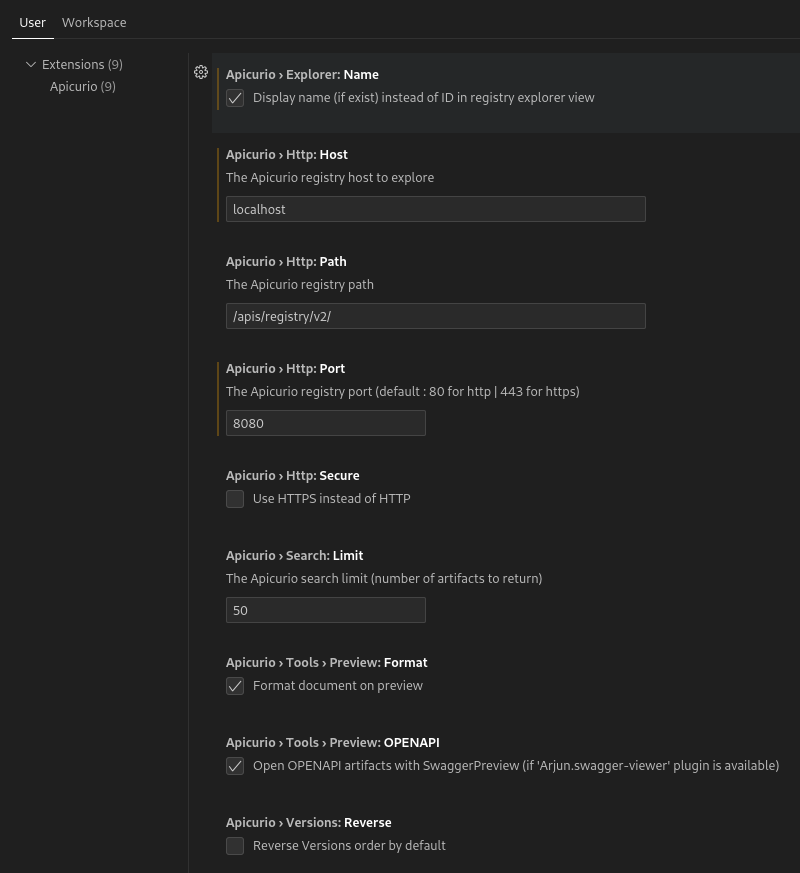 User Workspace
Extensions (9)
Apicurio (9)
Apicurio › Explorer: Name
Display name (if exist) instead of ID in registry explorer view
Apicurio › Http: Host
The Apicurio registry host to explore
localhost
Apicurio › Http: Path
The Apicurio registry path
/apis/registry/v2/
Apicurio › Http: Port
The Apicurio registry port (default : 80 for http | 443 for https)
8080
Apicurio › Http: Secure
Use HTTPS instead of HTTP
Apicurio › Search: Limit
The Apicurio search limit (number of artifacts to return)
50
Apicurio › Tools › Preview: Format
Format document on preview
Apicurio › Tools › Preview: OPENAPI
Open OPENAPI artifacts with SwaggerPreview (if 'Arjun.swagger-viewer' plugin is available)
Apicurio › Versions: Reverse
Reverse Versions order by default